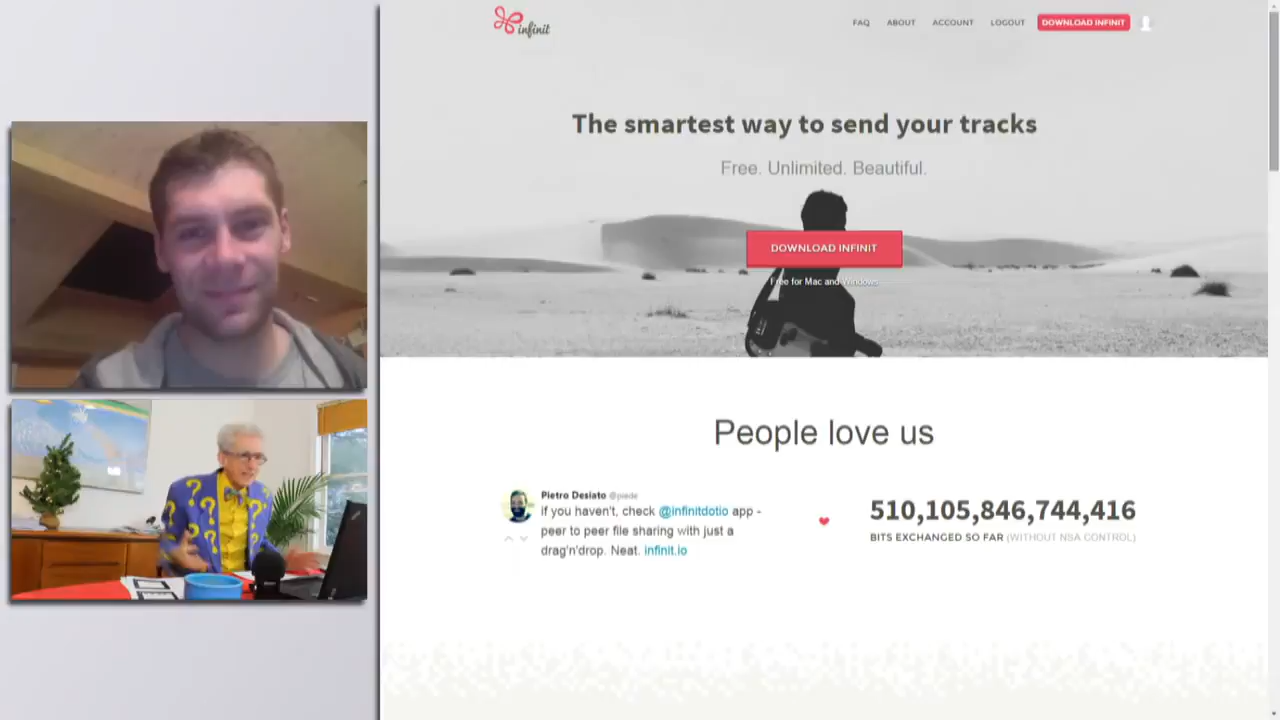 infinit
FAQ ABOUT ACCOUNT LOGOUT DOWNLOAD INFINIT
The smartest way to send your tracks
Free. Unlimited. Beautiful.
DOWNLOAD INFINIT
Free for Mac and Windows
People love us
Pietro Desiato @piede
if you haven't, check @infinitdotio app -
peer to peer file sharing with just a
drag'n'drop. Neat. infinit.io
510,105,846,744,416
BITS EXCHANGED SO FAR (WITHOUT NSA CONTROL)